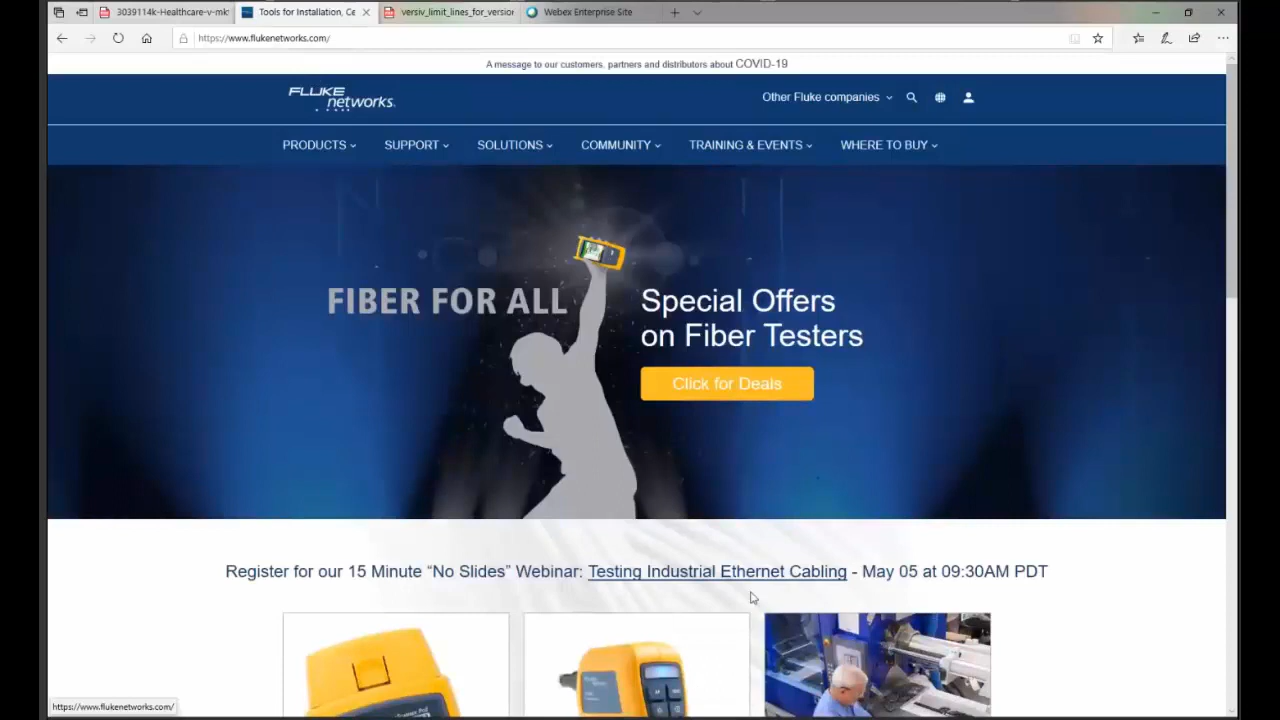 3039114k-Healthcare-v-mk
Tools for Installation, Ce
versiv_limit_lines_for_version
Webex Enterprise Site
https://www.flukenetworks.com/
A message to our customers, partners and distributors about COVID-19
FLUKE networks.
Other Fluke companies
PRODUCTS
SUPPORT
SOLUTIONS
COMMUNITY
TRAINING & EVENTS
WHERE TO BUY
FIBER FOR ALL
Special Offers
on Fiber Testers
Click for Deals
Register for our 15 Minute “No Slides” Webinar: Testing Industrial Ethernet Cabling - May 05 at 09:30AM PDT
https://www.flukenetworks.com/